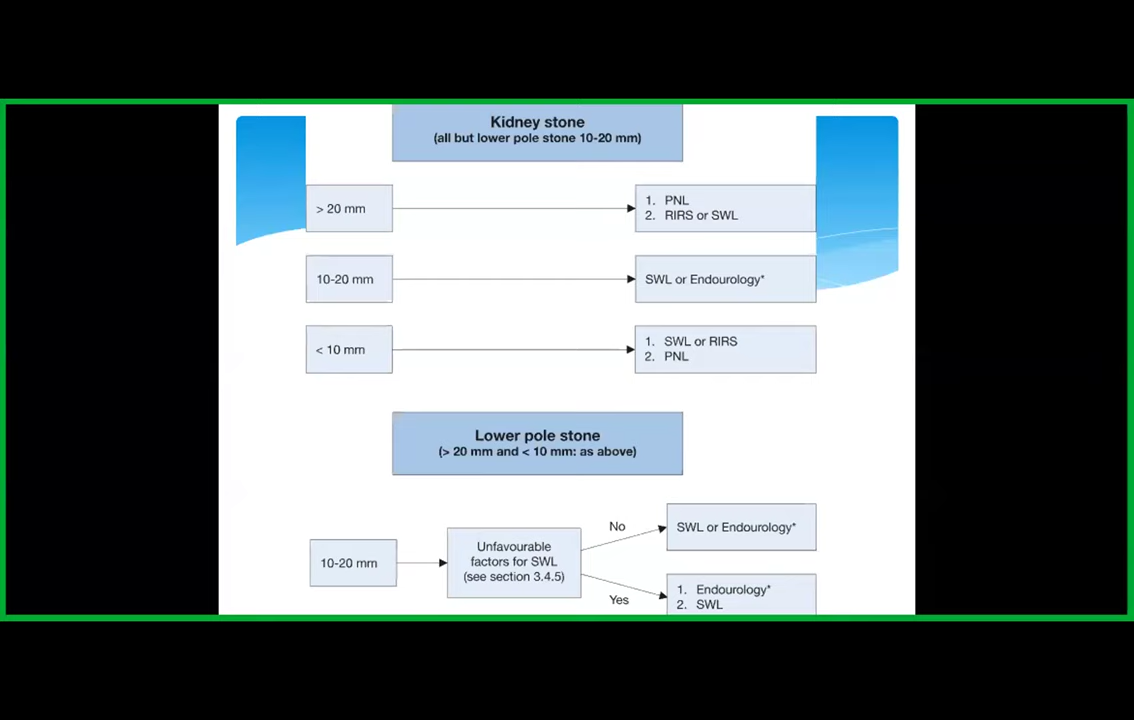 Kidney stone
(all but lower pole stone 10-20 mm)
> 20 mm
1. PNL
2. RIRS or SWL
10-20 mm
SWL or Endourology*
< 10 mm
1. SWL or RIRS
2. PNL
Lower pole stone
(> 20 mm and < 10 mm: as above)
10-20 mm
Unfavourable
factors for SWL
(see section 3.4.5)
No
SWL or Endourology*
Yes
1. Endourology*
2. SWL